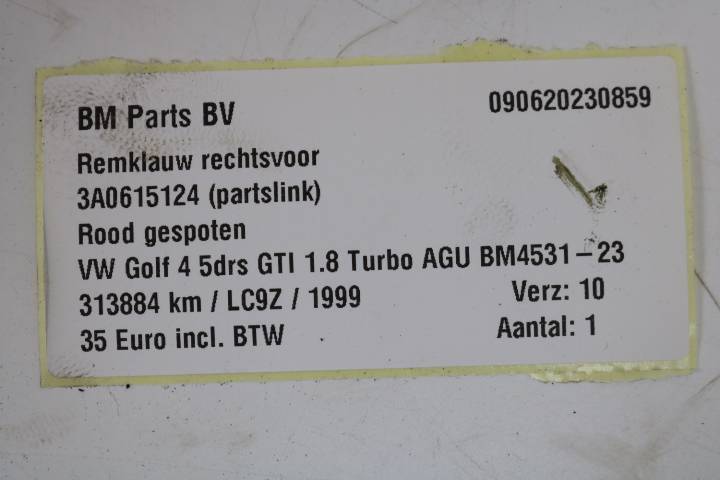 BM Parts BV 090620230859
Remklauw rechtsvoor
3A0615124 (partslink)
Rood gespoten
VW Golf 4 5drs GTI 1.8 Turbo AGU BM4531-23
313884 km / LC9Z / 1999 Verz: 10
35 Euro incl. BTW Aantal: 1